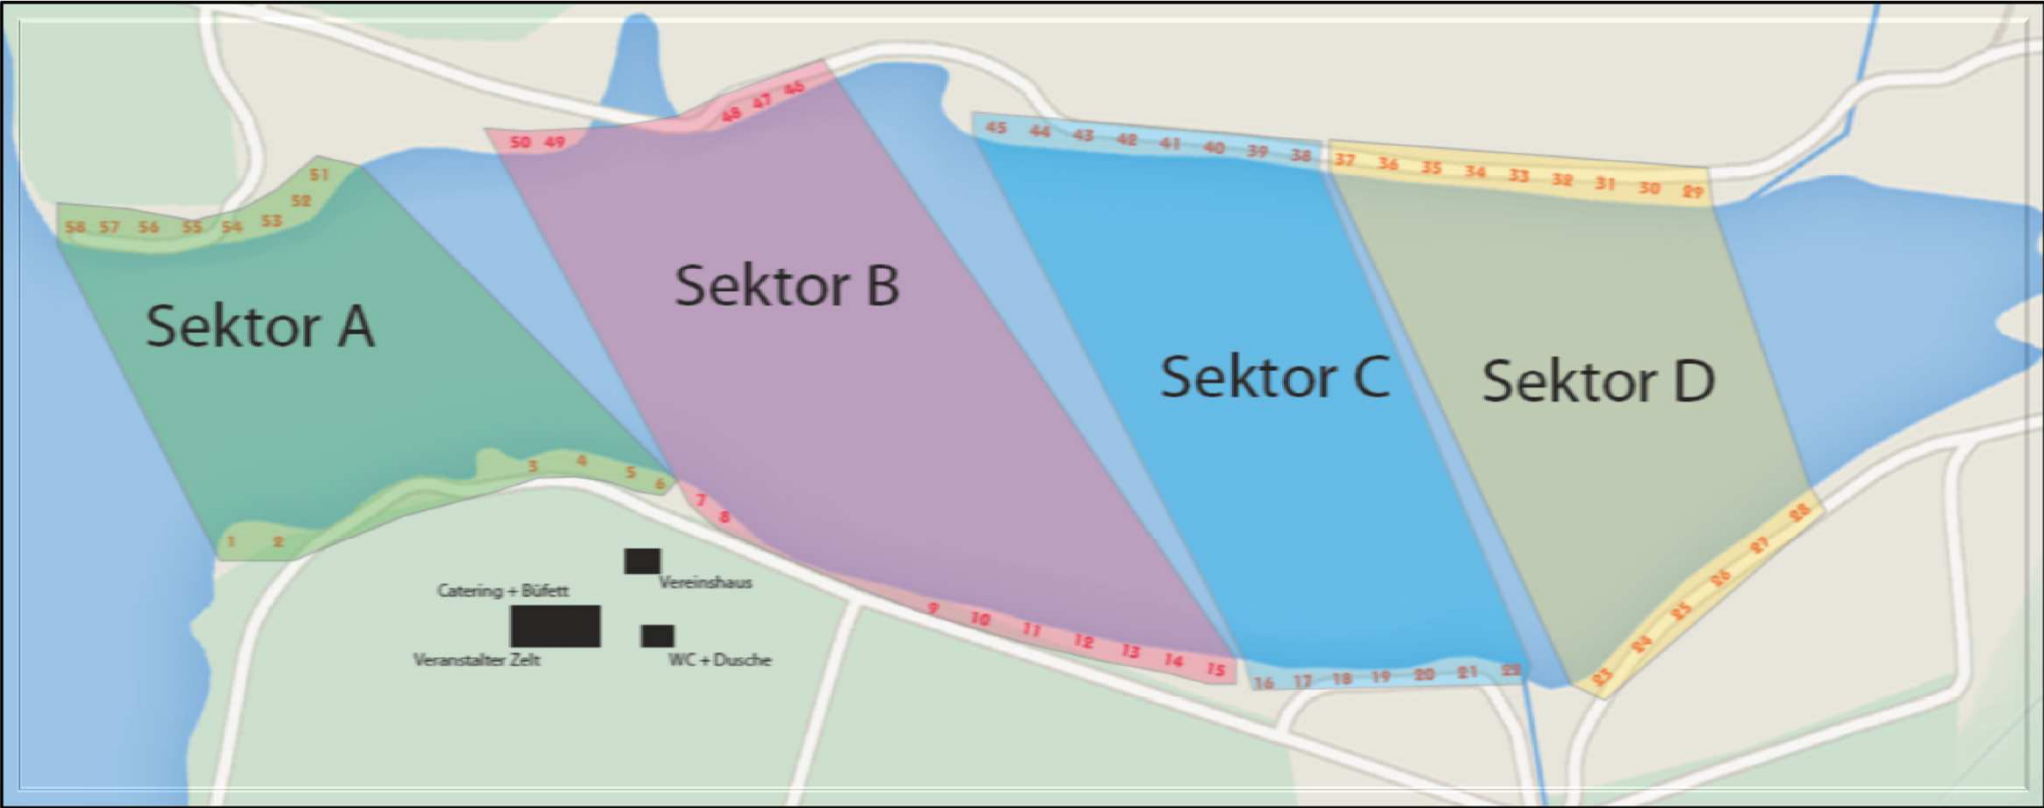 50 49 48 47 46
45 44 43 42 41 40 39 38
37 36 35 34 33 32 31 30 29
58 57 56 55 54 53 52 51
Sektor A
Sektor B
Sektor C
Sektor D
1 2 3 4 5 6
7 8 9 10 11 12 13 14 15
16 17 18 19 20 21 22
23 24 25 26 27 28
Catering + Büfett
Vereinshaus
Veranstalter Zelt
WC + Dusche